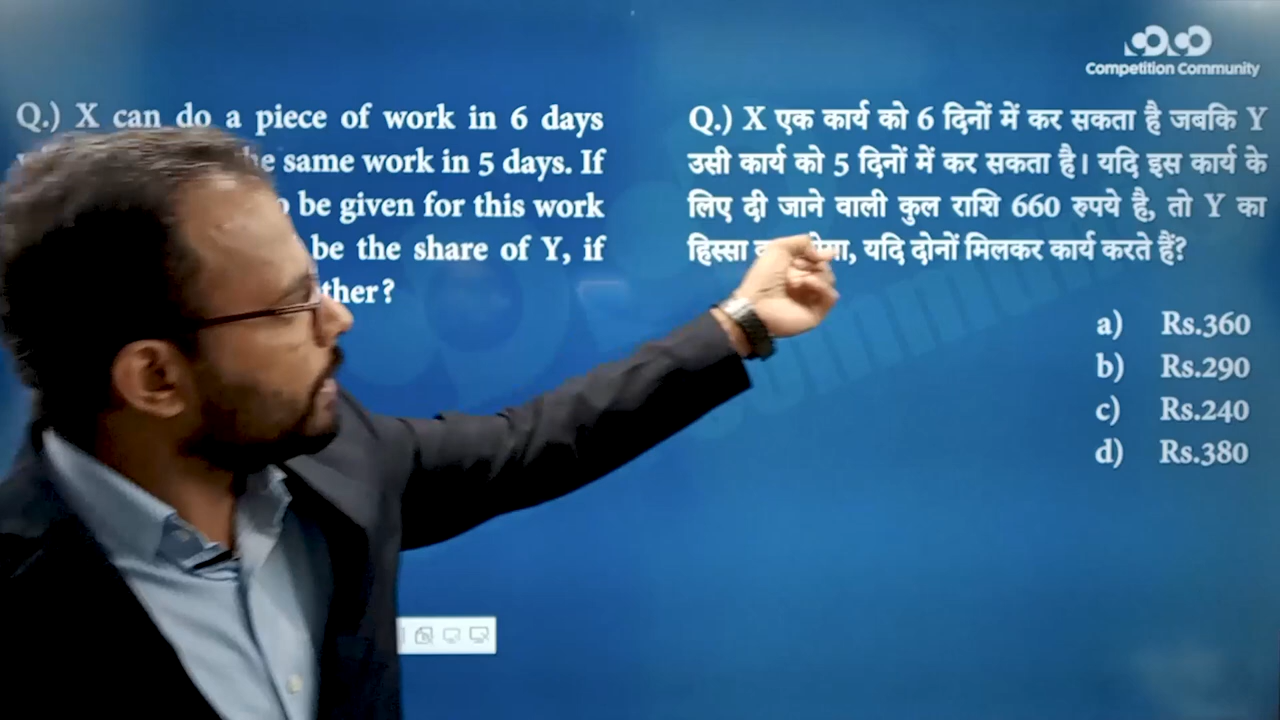 Competition Community
Q.) X can do a piece of work in 6 days
he same work in 5 days. If
be given for this work
be the share of Y, if
ther?
Q.) X एक कार्य को 6 दिनों में कर सकता है जबकि Y
उसी कार्य को 5 दिनों में कर सकता है। यदि इस कार्य के
लिए दी जाने वाली कुल राशि 660 रुपये है, तो Y का
हिस्सा यदि दोनों मिलकर कार्य करते हैं?
a) Rs.360
b) Rs.290
c) Rs.240
d) Rs.380